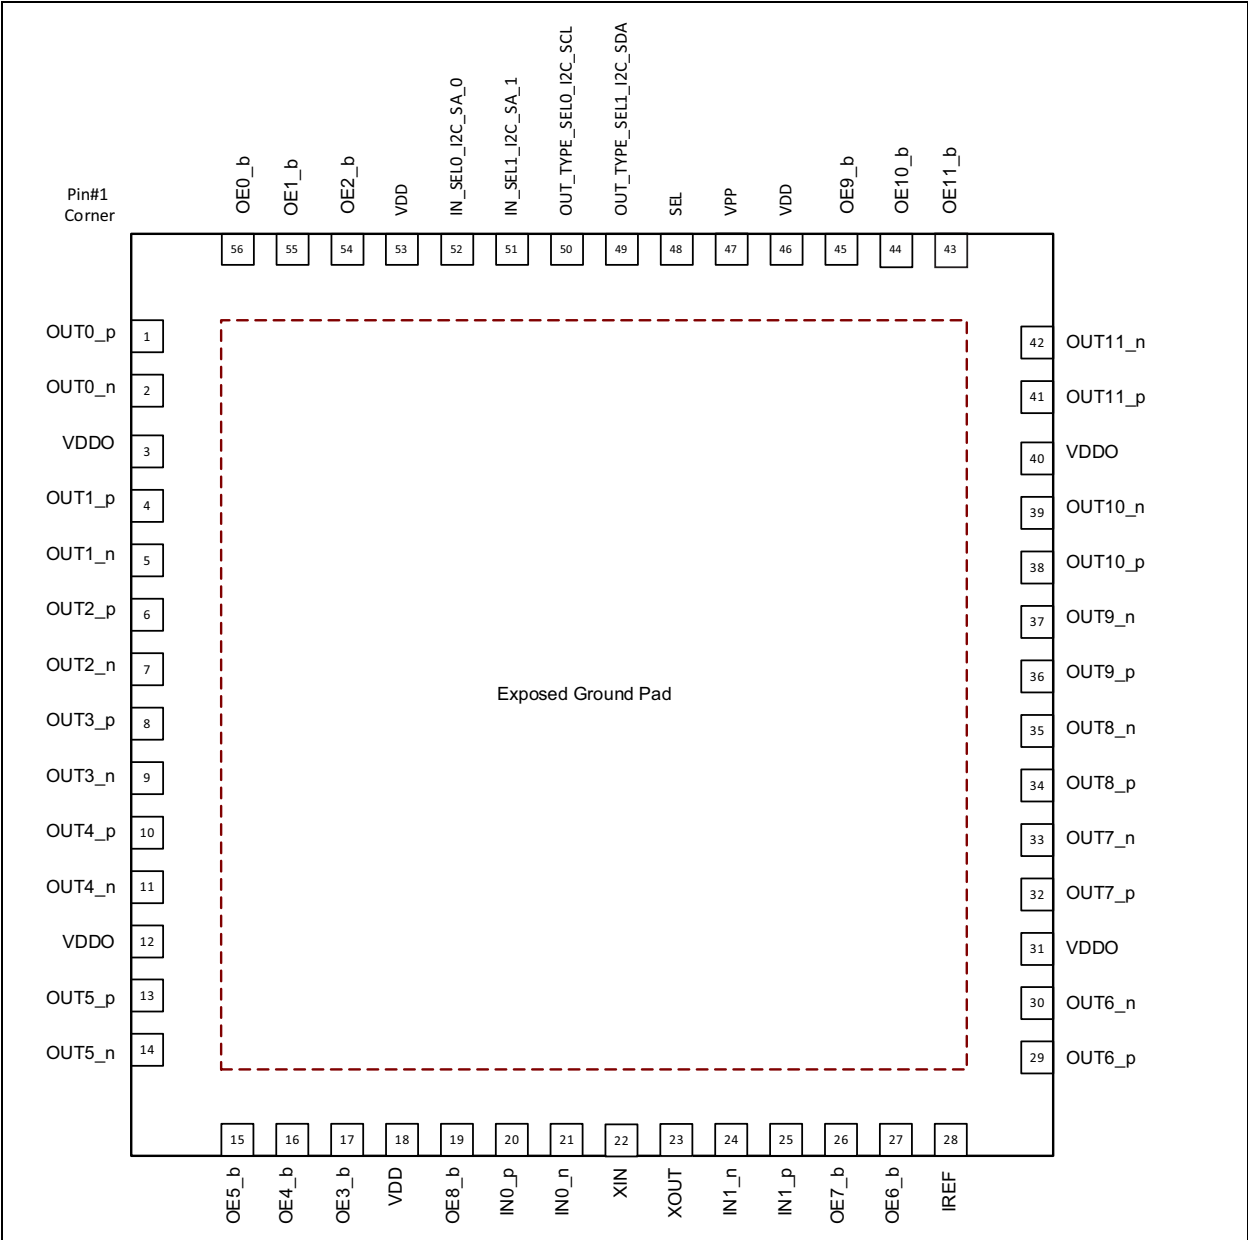 OE0_b
OE1_b
OE2_b
VDD
IN_SEL0_I2C_SA_0
IN_SEL1_I2C_SA_1
OUT_TYPE_SEL0_I2C_SCL
OUT_TYPE_SEL1_I2C_SDA
SEL
VPP
VDD
OE9_b
OE10_b
OE11_b
Pin#1
Corner
56 55 54 53 52 51 50 49 48 47 46 45 44 43
OUT0_p 1
OUT0_n 2
VDDO 3
OUT1_p 4
OUT1_n 5
OUT2_p 6
OUT2_n 7
OUT3_p 8
OUT3_n 9
OUT4_p 10
OUT4_n 11
VDDO 12
OUT5_p 13
OUT5_n 14
Exposed Ground Pad
42 OUT11_n
41 OUT11_p
40 VDDO
39 OUT10_n
38 OUT10_p
37 OUT9_n
36 OUT9_p
35 OUT8_n
34 OUT8_p
33 OUT7_n
32 OUT7_p
31 VDDO
30 OUT6_n
29 OUT6_p
15 16 17 18 19 20 21 22 23 24 25 26 27 28
OE5_b
OE4_b
OE3_b
VDD
OE8_b
IN0_p
IN0_n
XIN
XOUT
IN1_n
IN1_p
OE7_b
OE6_b
IREF